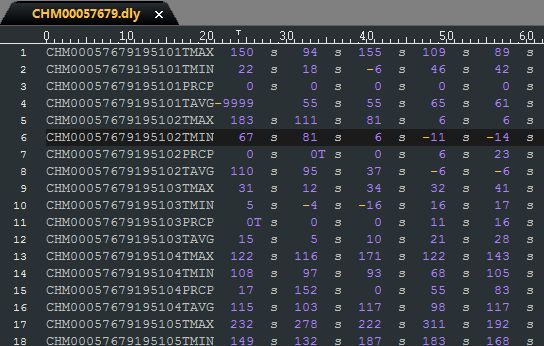 CHM00057679.dly ×
0 10 20 30 40 50 60
1 CHM00057679195101TMAX 150 s 94 s 155 s 109 s 89 s
2 CHM00057679195101TMIN 22 s 18 s -6 s 46 s 42 s
3 CHM00057679195101PRCP 0 s 0 s 0 s 0 s 0 s
4 CHM00057679195101TAVG-9999 55 s 55 s 65 s 61 s
5 CHM00057679195102TMAX 183 s 111 s 81 s 6 s 6 s
6 CHM00057679195102TMIN 67 s 81 s 6 s -11 s -14 s
7 CHM00057679195102PRCP 0 s 0T s 0 s 6 s 23 s
8 CHM00057679195102TAVG 110 s 95 s 37 s -6 s -6 s
9 CHM00057679195103TMAX 31 s 12 s 34 s 32 s 41 s
10 CHM00057679195103TMIN 5 s -4 s -16 s 16 s 17 s
11 CHM00057679195103PRCP 0T s 0 s 0 s 11 s 16 s
12 CHM00057679195103TAVG 15 s 5 s 10 s 21 s 28 s
13 CHM00057679195104TMAX 122 s 116 s 171 s 122 s 143 s
14 CHM00057679195104TMIN 108 s 97 s 93 s 68 s 105 s
15 CHM00057679195104PRCP 17 s 152 s 0 s 55 s 83 s
16 CHM00057679195104TAVG 115 s 103 s 117 s 98 s 117 s
17 CHM00057679195105TMAX 232 s 278 s 222 s 311 s 192 s
18 CHM00057679195105TMIN 149 s 132 s 187 s 183 s 168 s